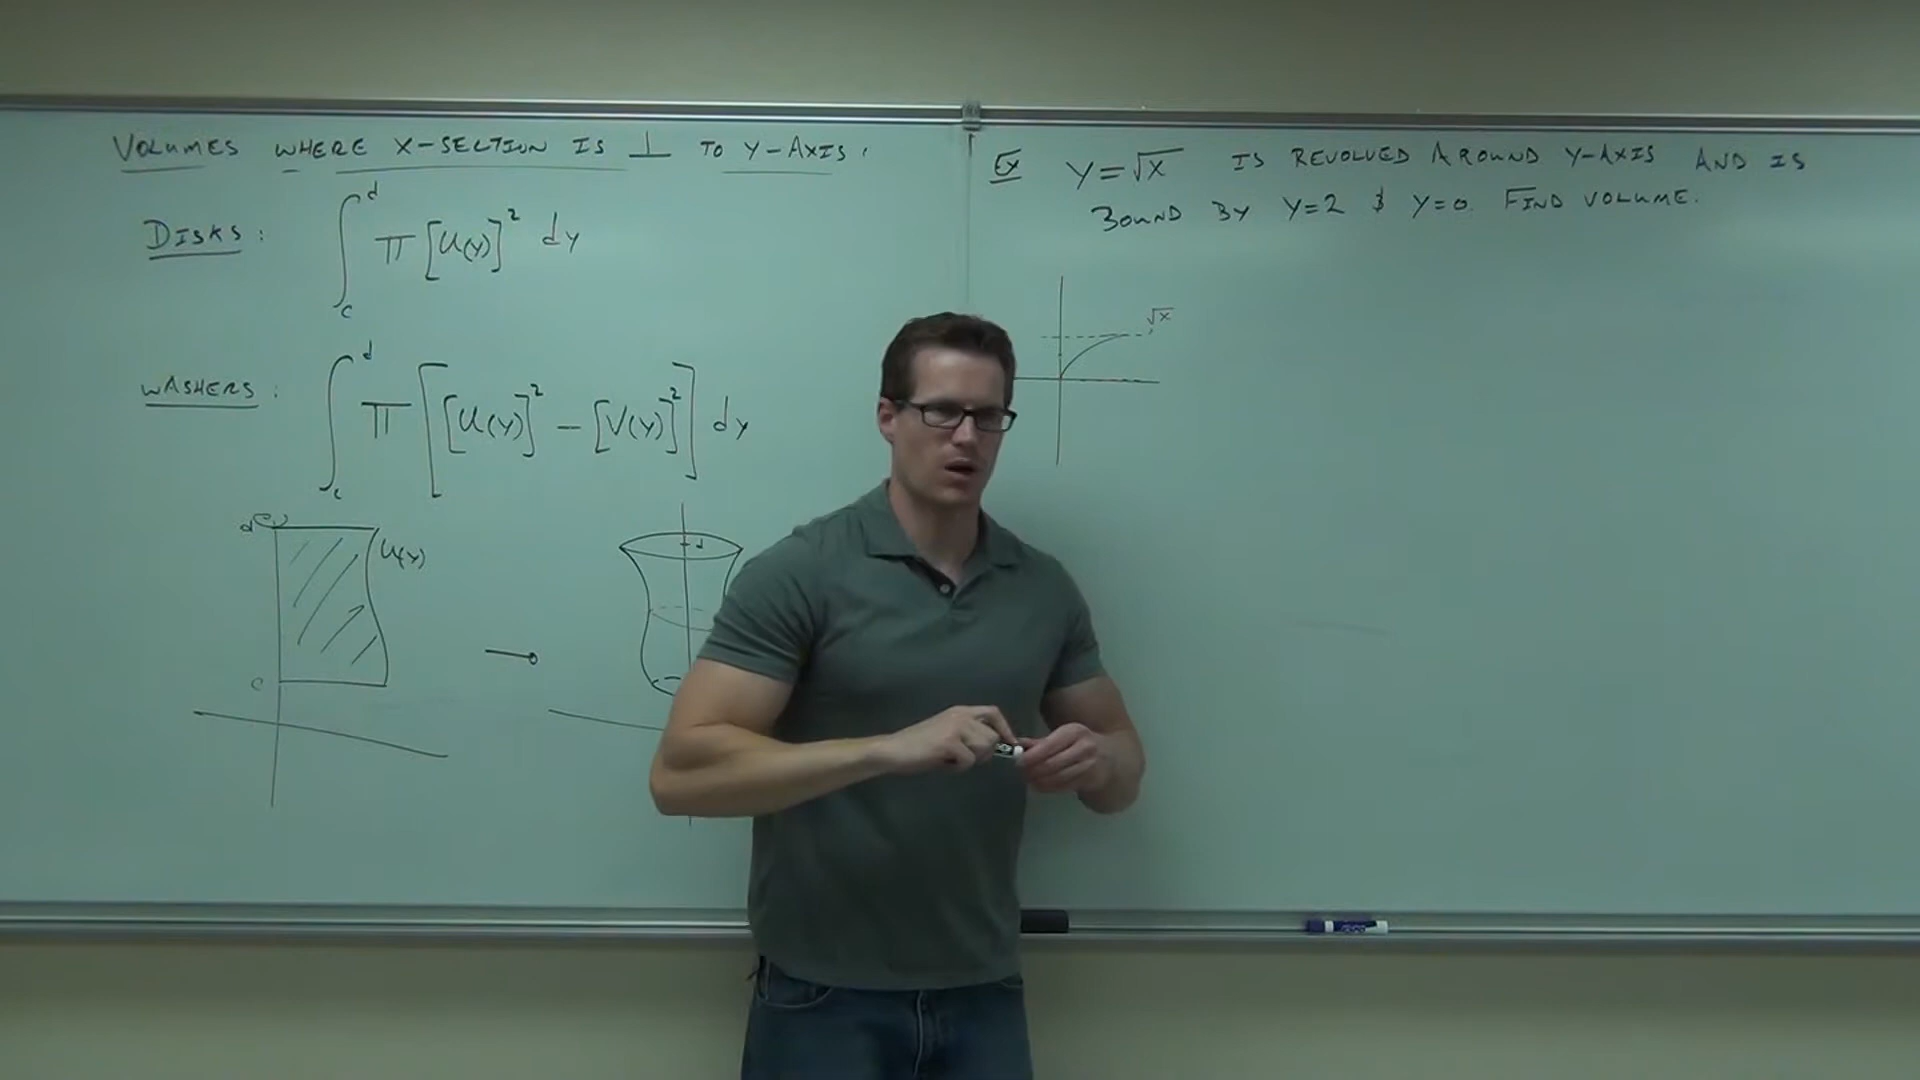 VOLUMES WHERE X-SECTION IS ⊥ TO Y-AXIS:
DISKS: ∫_c^d π [u(y)]² dy
WASHERS: ∫_c^d π [[u(y)]² − [v(y)]²] dy
d
u(y)
c
d
EX Y=√X IS REVOLVED AROUND Y-AXIS AND IS
BOUND BY Y=2 & Y=0. FIND VOLUME.
√x